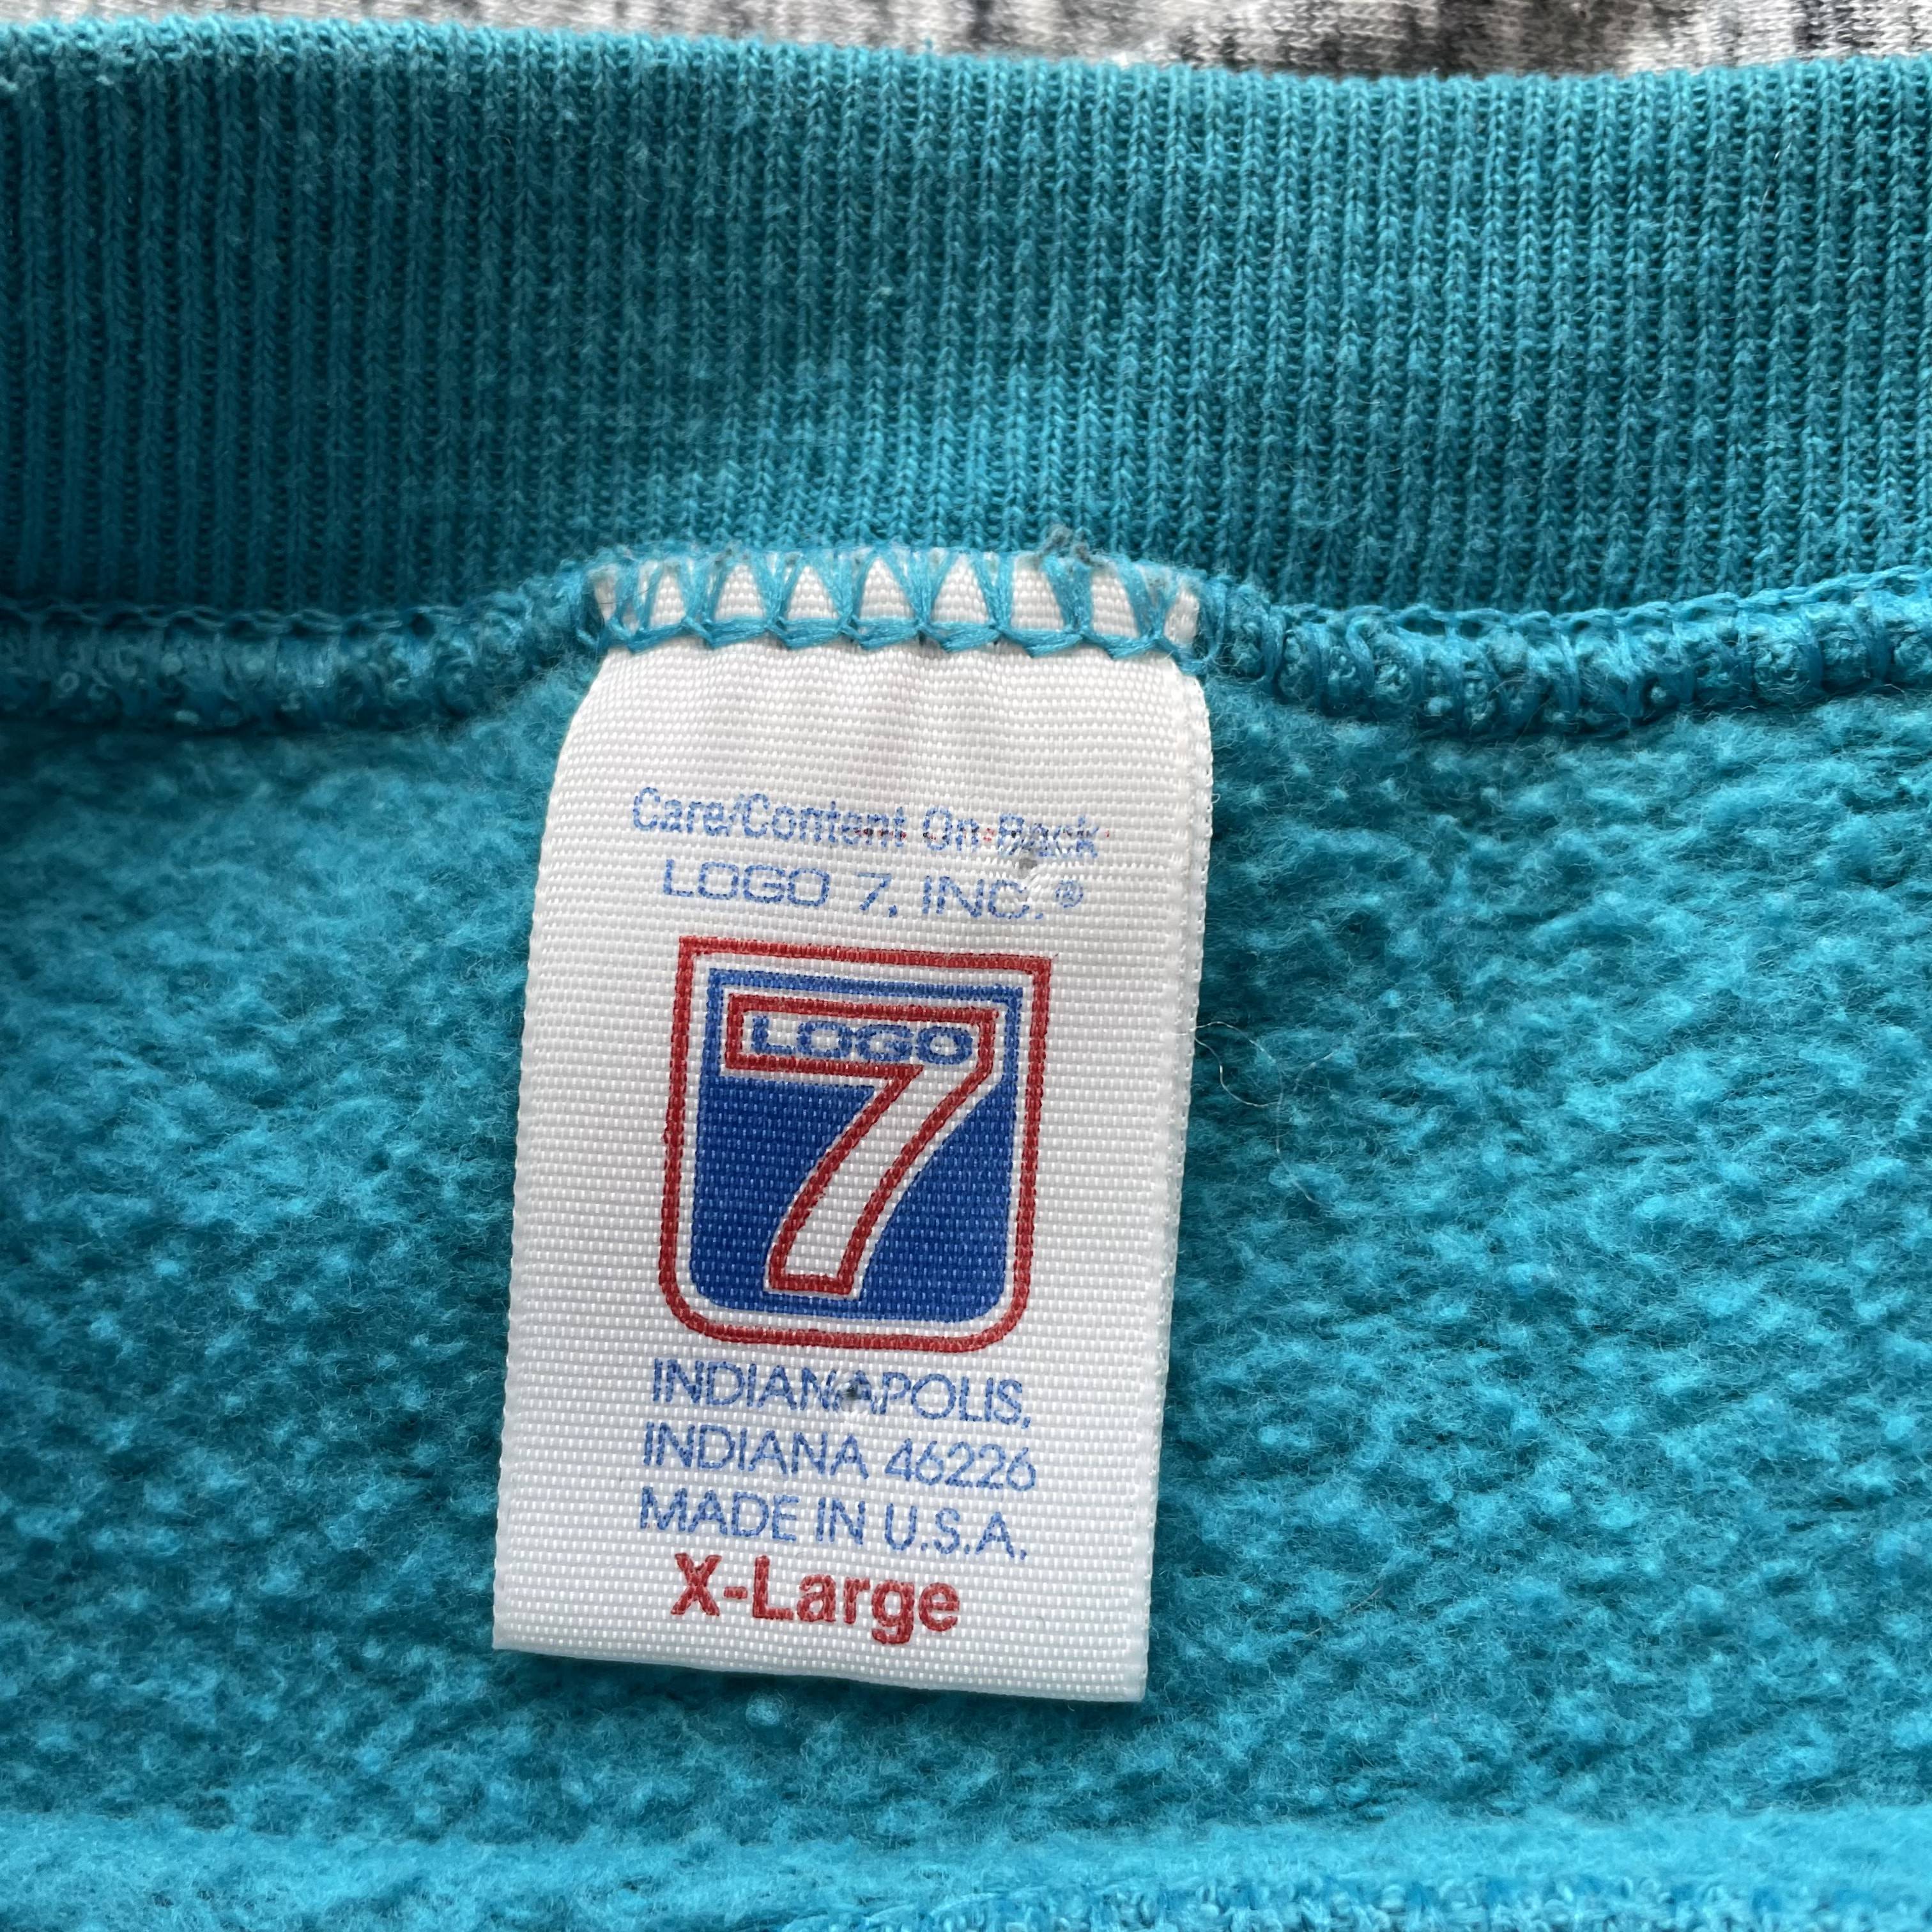 Care/Content On Back
LOGO 7, INC.®
LOGO
7
INDIANAPOLIS,
INDIANA 46226
MADE IN U.S.A.
X-Large